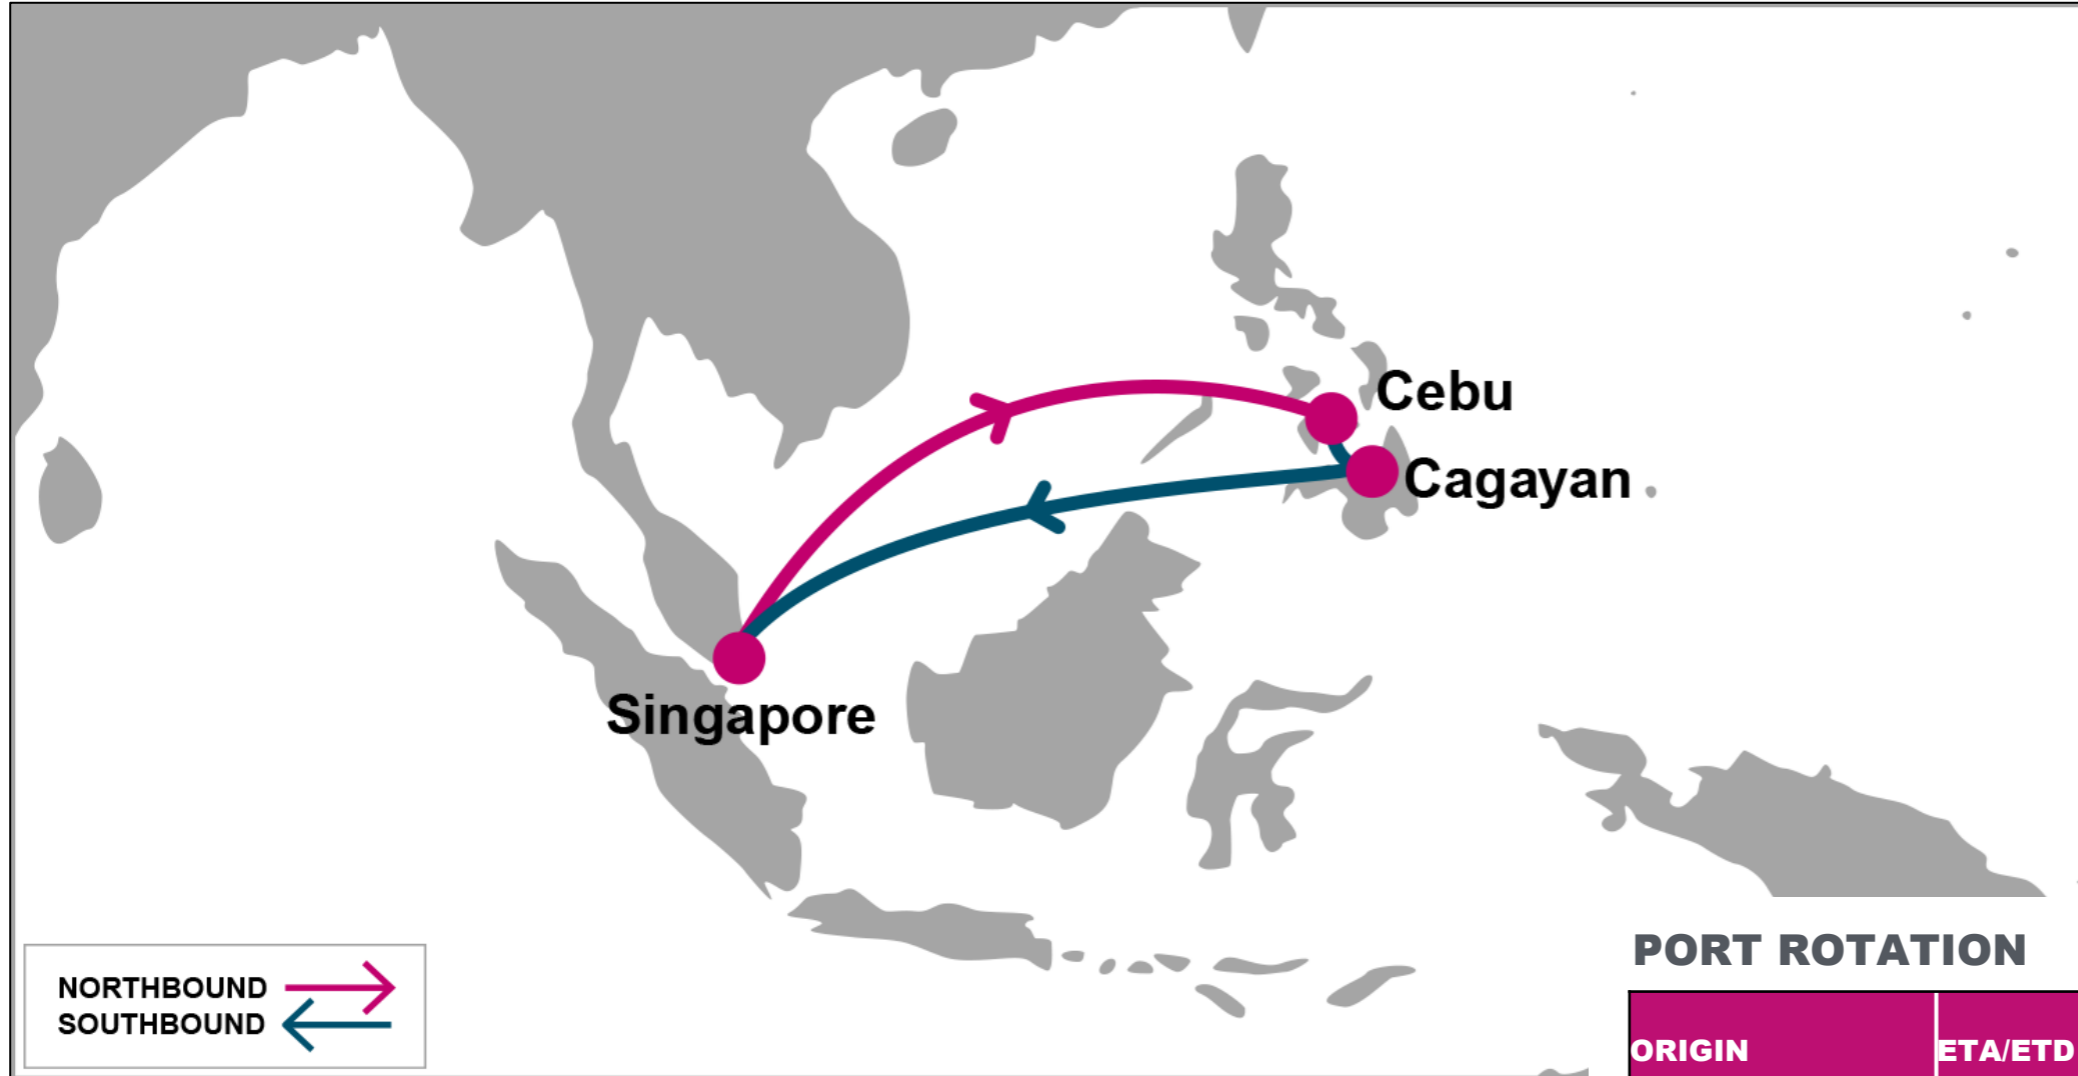 Cebu
Cagayan
Singapore
NORTHBOUND
SOUTHBOUND
PORT ROTATION
ORIGIN ETA/ETD